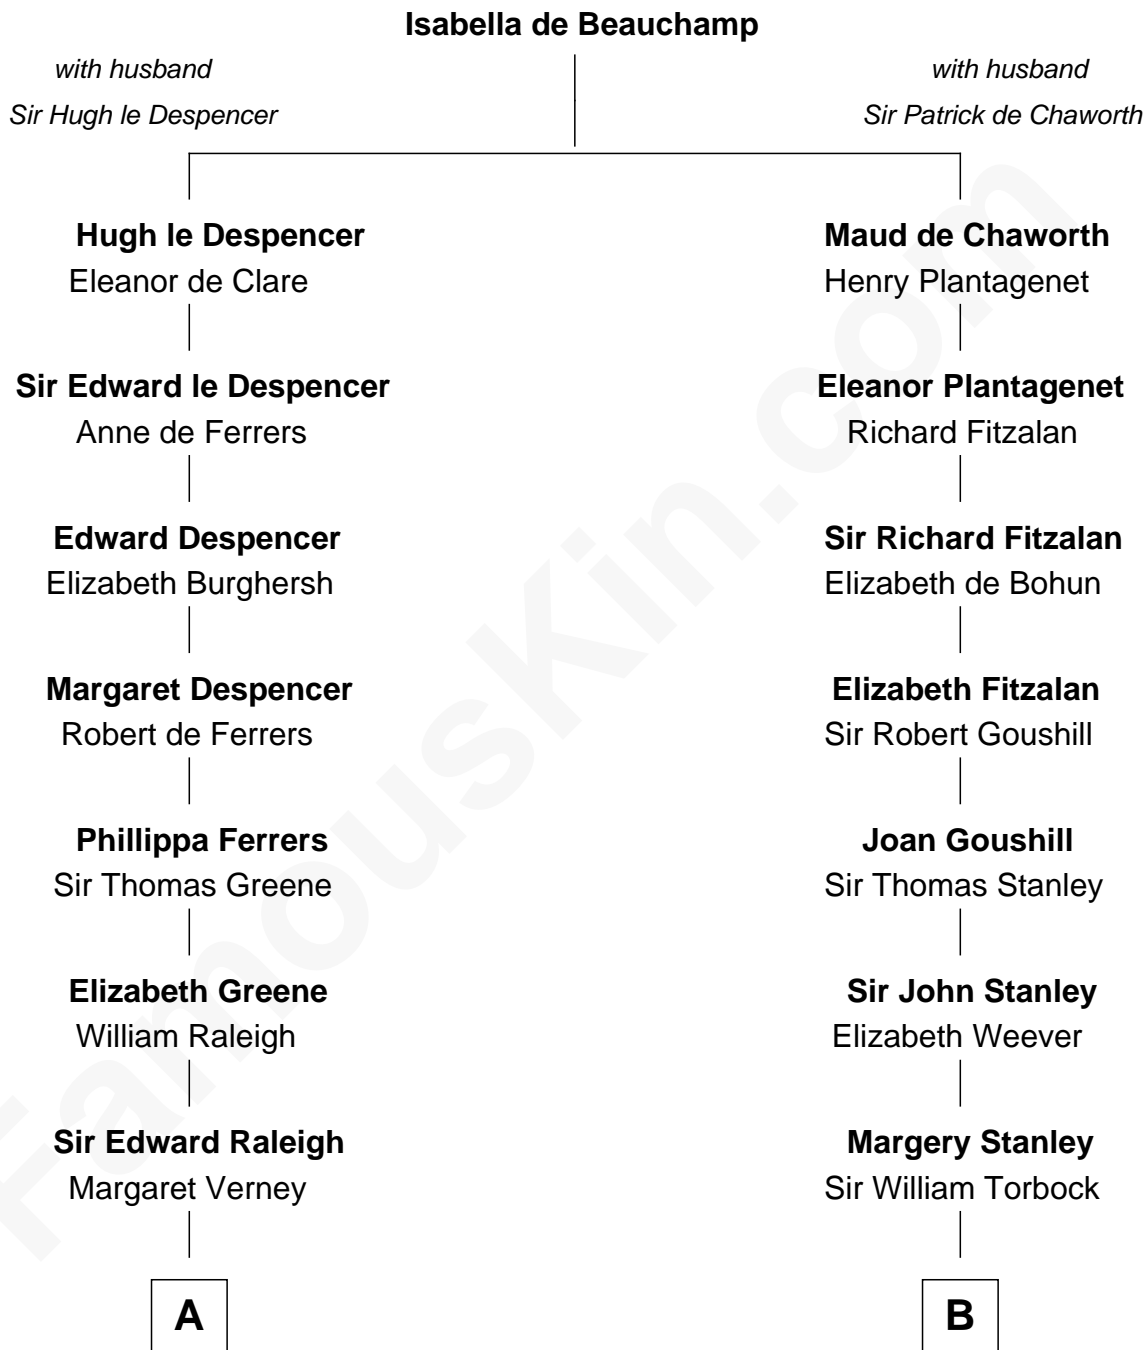 Isabella de Beauchamp
with husband
Sir Hugh le Despencer
with husband
Sir Patrick de Chaworth
Hugh le Despencer
Eleanor de Clare
Maud de Chaworth
Henry Plantagenet
Sir Edward le Despencer
Anne de Ferrers
Eleanor Plantagenet
Richard Fitzalan
Edward Despencer
Elizabeth Burghersh
Sir Richard Fitzalan
Elizabeth de Bohun
Margaret Despencer
Robert de Ferrers
Elizabeth Fitzalan
Sir Robert Goushill
Phillippa Ferrers
Sir Thomas Greene
Joan Goushill
Sir Thomas Stanley
Elizabeth Greene
William Raleigh
Sir John Stanley
Elizabeth Weever
Sir Edward Raleigh
Margaret Verney
Margery Stanley
Sir William Torbock
A
B
FamousKin.com